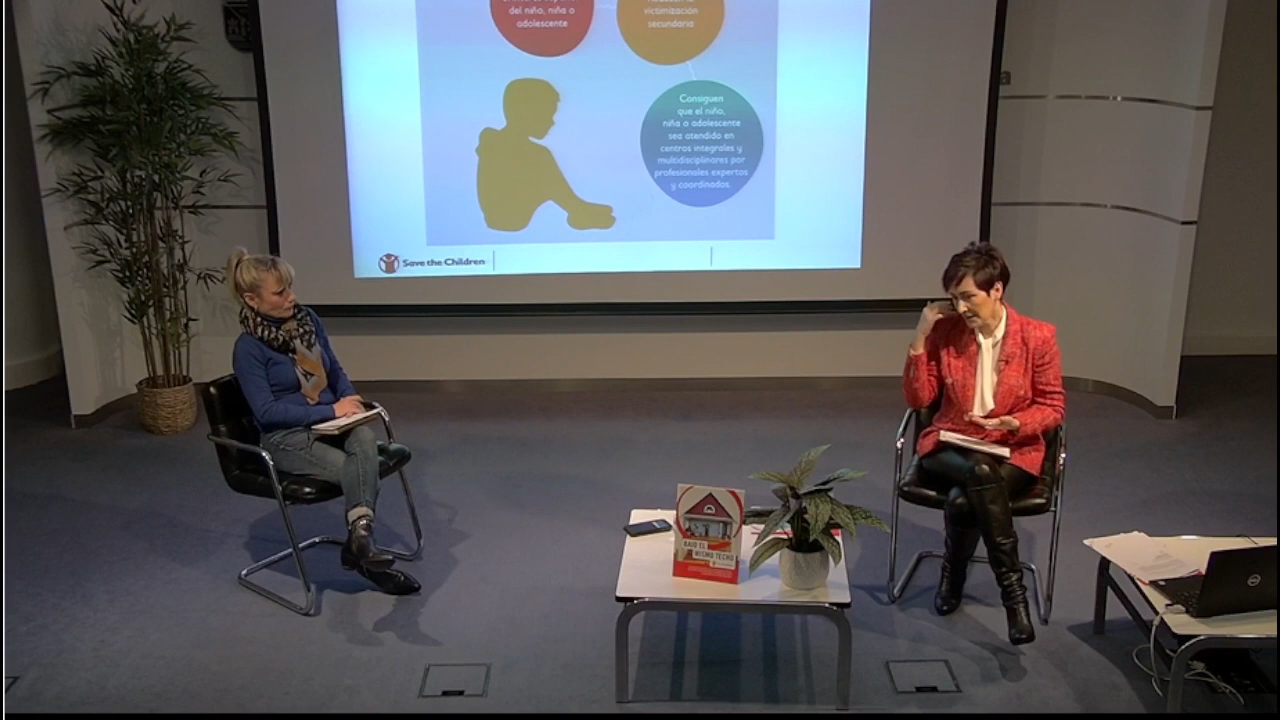 del niño, niña o
adolescente
victimización
secundaria
Consiguen
que el niño,
niña o adolescente
sea atendido en
centros integrales y
multidisciplinares por
profesionales expertos
y coordinados.
Save the Children
BAJO EL
MISMO TECHO
DELL